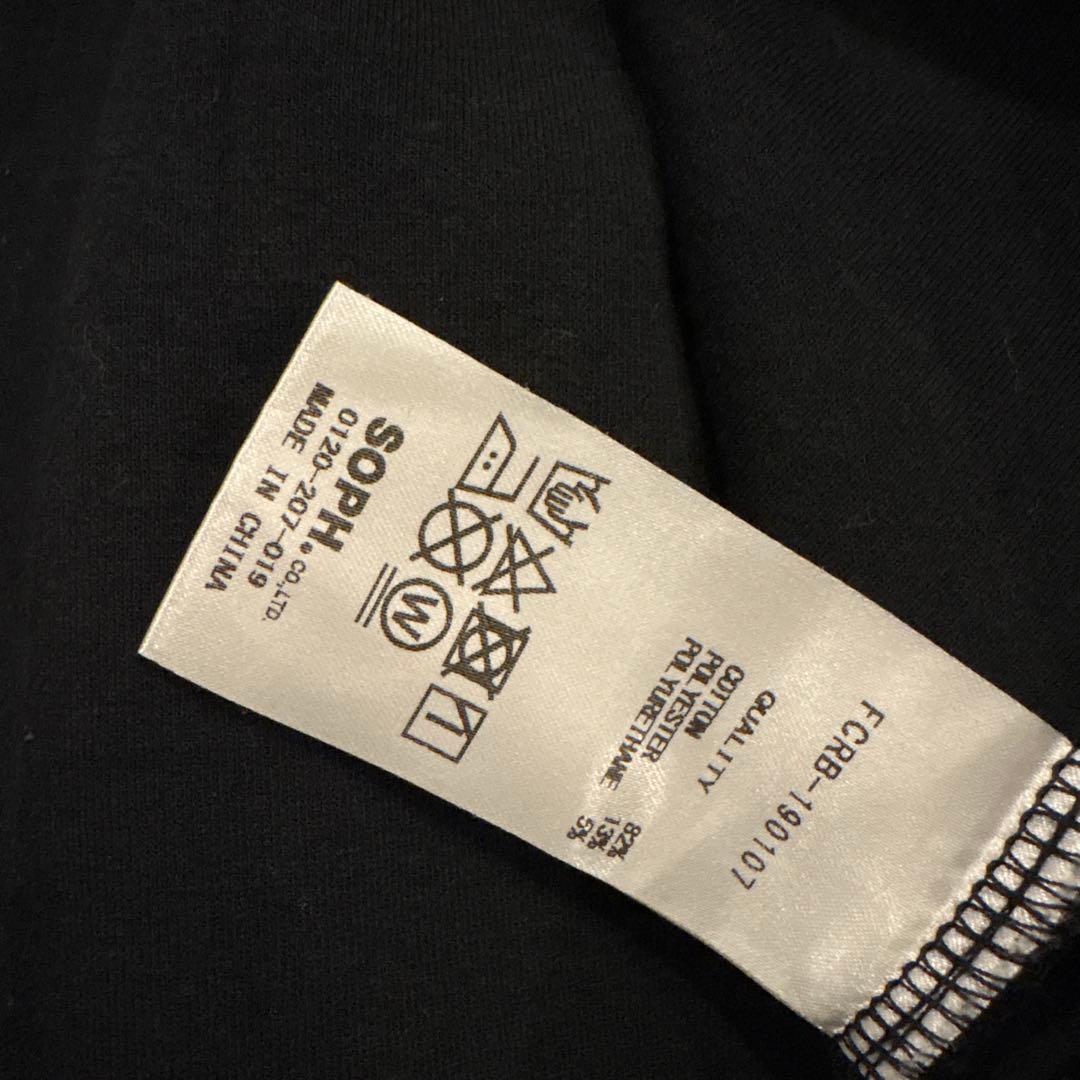 FCRB-190107
QUALITY
COTTON 82%
POLYESTER 13%
POLYURETHANE 5%
W
SOPH. CO.,LTD.
0120-207-019
MADE IN CHINA